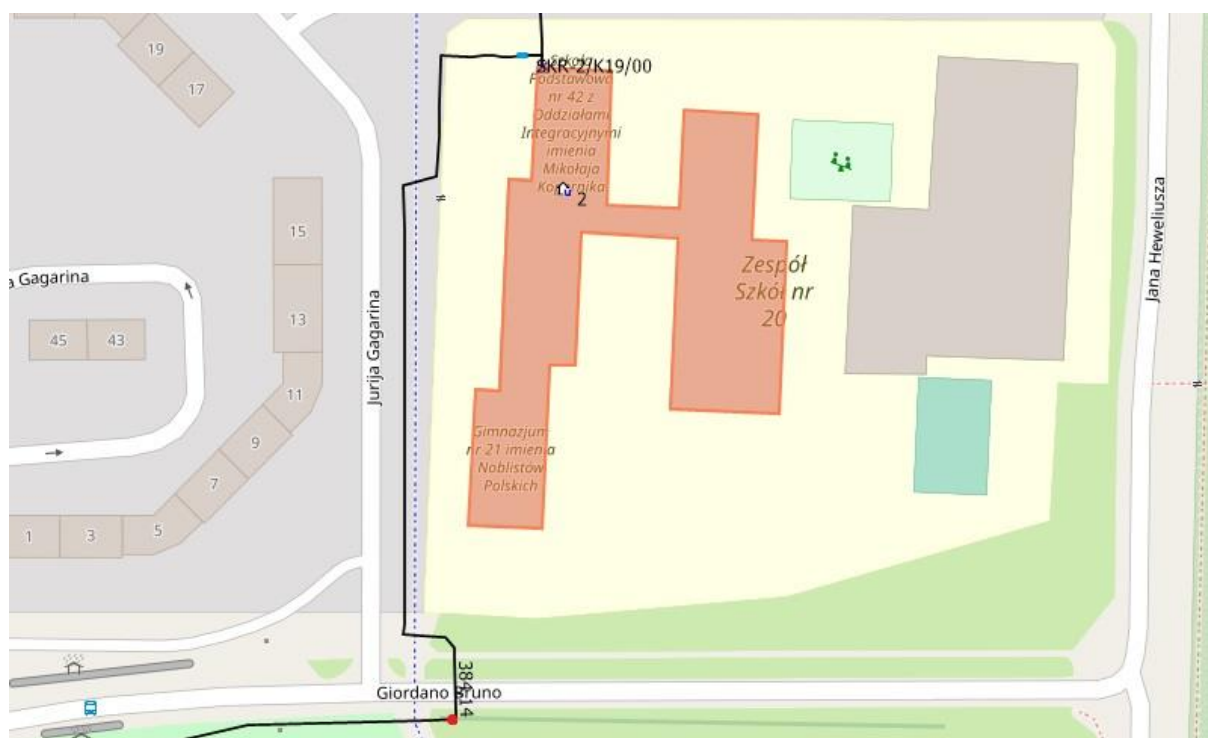 19
17
SKR-2/K19/00
Szkoła
Podstawowa
nr 42 z
Oddziałami
Integracyjnymi
imienia
Mikołaja
Kopernika
2
15
13
11
9
7
5
3
1
a Gagarina
45
43
Jurija Gagarina
Zespół
Szkół nr
20
Jana Heweliusza
Gimnazjum
nr 21 imienia
Noblistów
Polskich
Giordano Bruno